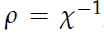 ρ = χ⁻¹